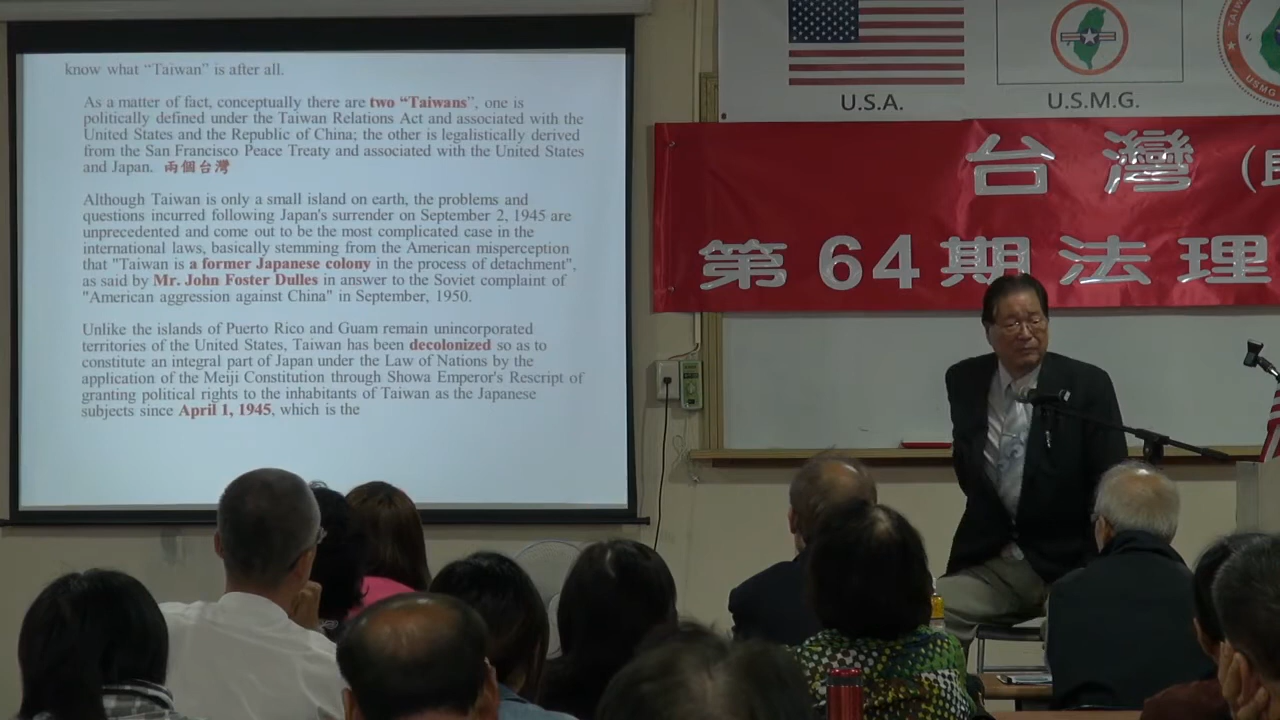 know what “Taiwan” is after all.
As a matter of fact, conceptually there are two “Taiwans”, one is
politically defined under the Taiwan Relations Act and associated with the
United States and the Republic of China; the other is legalistically derived
from the San Francisco Peace Treaty and associated with the United States
and Japan. 兩個台灣
Although Taiwan is only a small island on earth, the problems and
questions incurred following Japan's surrender on September 2, 1945 are
unprecedented and come out to be the most complicated case in the
international laws, basically stemming from the American misperception
that "Taiwan is a former Japanese colony in the process of detachment",
as said by Mr. John Foster Dulles in answer to the Soviet complaint of
"American aggression against China" in September, 1950.
Unlike the islands of Puerto Rico and Guam remain unincorporated
territories of the United States, Taiwan has been decolonized so as to
constitute an integral part of Japan under the Law of Nations by the
application of the Meiji Constitution through Showa Emperor's Rescript of
granting political rights to the inhabitants of Taiwan as the Japanese
subjects since April 1, 1945, which is the
U.S.A.
U.S.M.G.
TAIW
USMG
台灣(
第64期法理